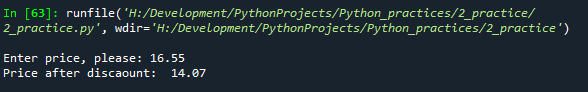 In [63]: runfile('H:/Development/PythonProjects/Python_practices/2_practice/
2_practice.py', wdir='H:/Development/PythonProjects/Python_practices/2_practice')
Enter price, please: 16.55
Price after discaount:  14.07